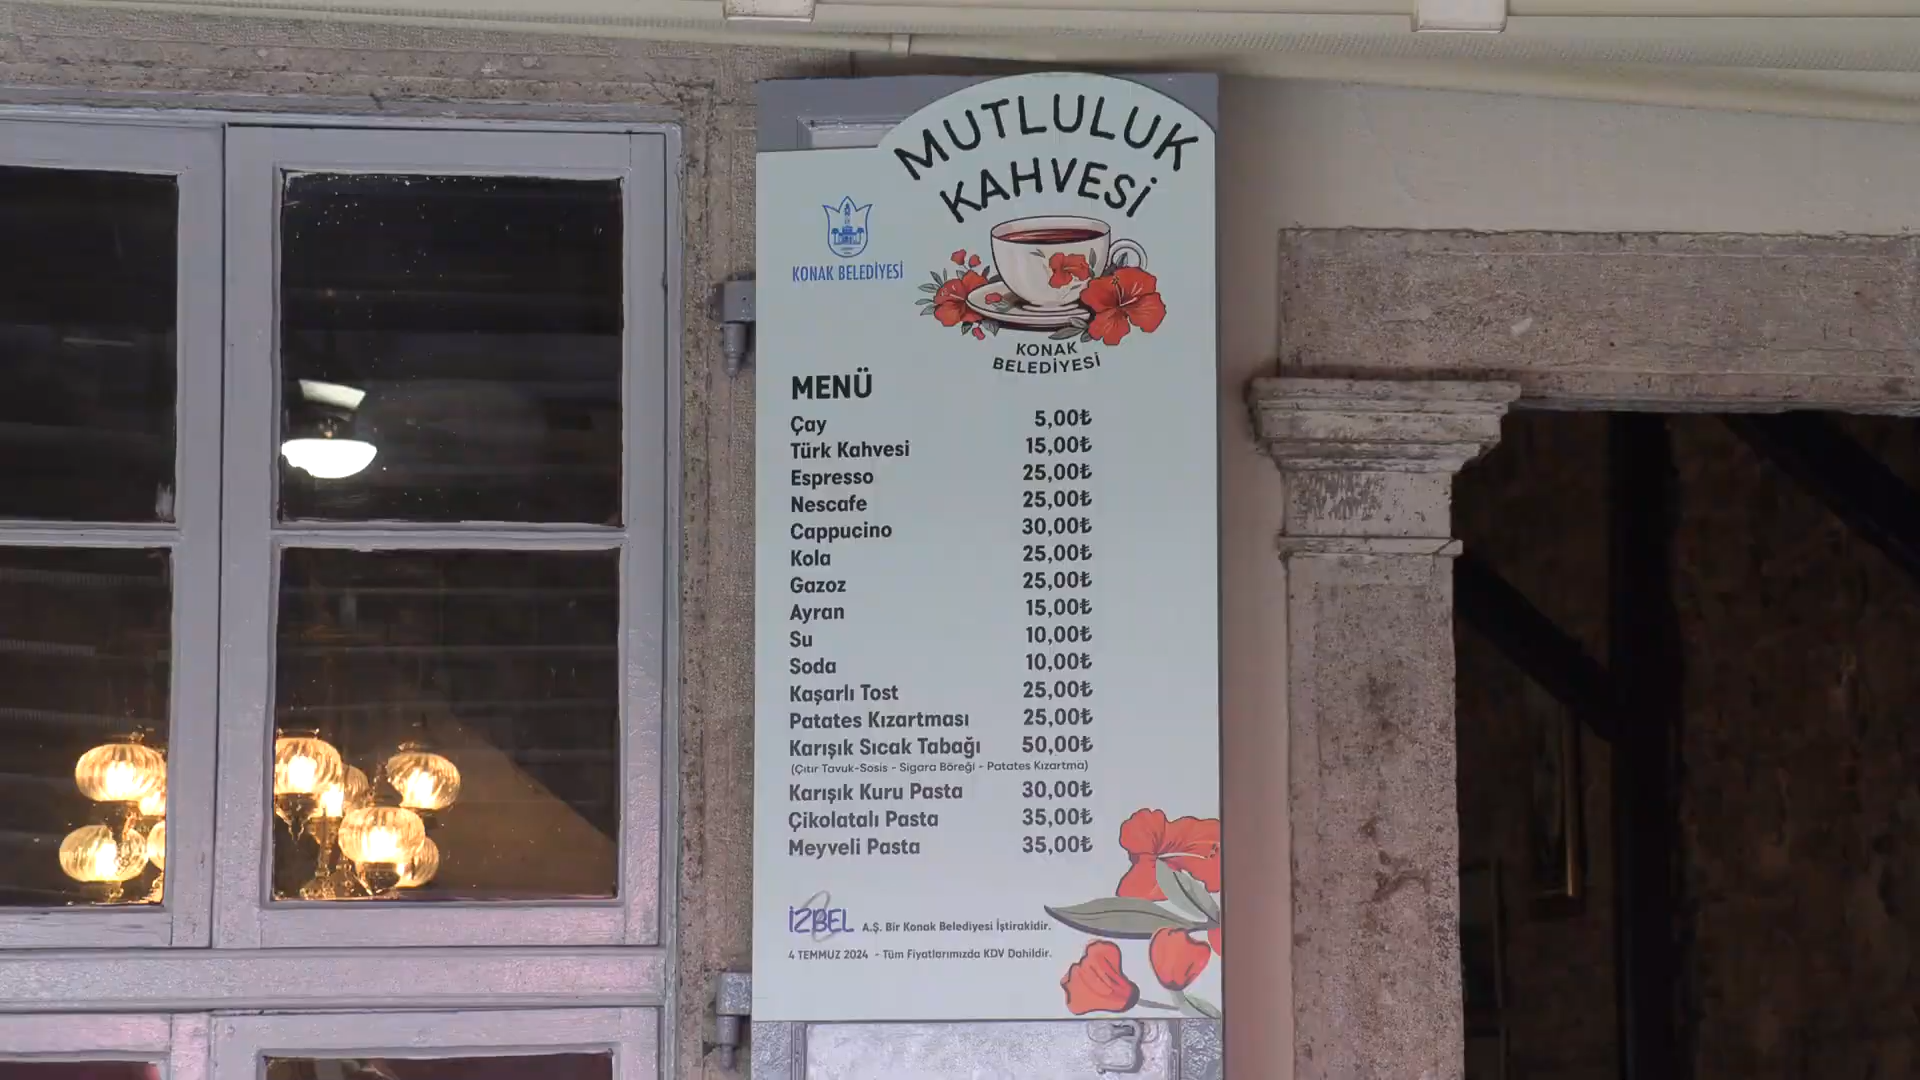 MUTLULUK
KAHVESİ
KONAK BELEDİYESİ
KONAK
BELEDİYESİ
MENÜ
Çay 5,00₺
Türk Kahvesi 15,00₺
Espresso 25,00₺
Nescafe 25,00₺
Cappucino 30,00₺
Kola 25,00₺
Gazoz 25,00₺
Ayran 15,00₺
Su 10,00₺
Soda 10,00₺
Kaşarlı Tost 25,00₺
Patates Kızartması 25,00₺
Karışık Sıcak Tabağı 50,00₺
(Çıtır Tavuk-Sosis - Sigara Böreği - Patates Kızartma)
Karışık Kuru Pasta 30,00₺
Çikolatalı Pasta 35,00₺
Meyveli Pasta 35,00₺
İZBEL A.Ş. Bir Konak Belediyesi İştirakidir.
4 TEMMUZ 2024 - Tüm Fiyatlarımızda KDV Dahildir.